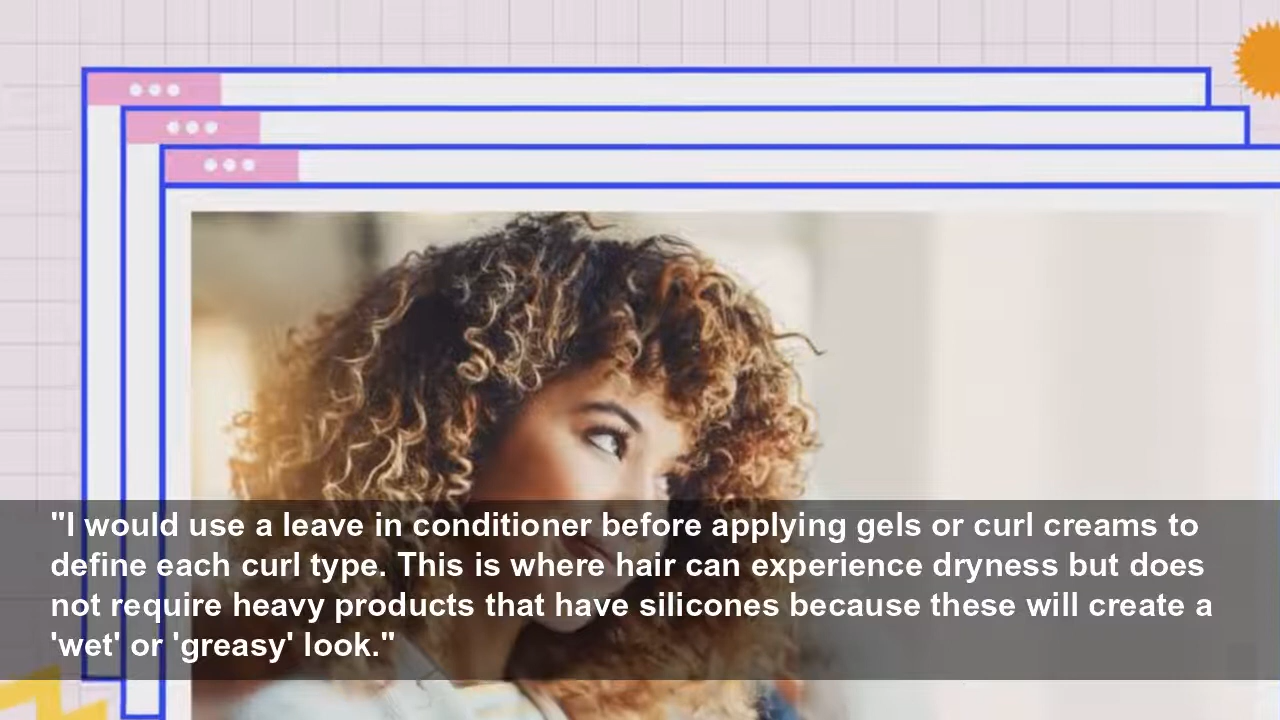 "I would use a leave in conditioner before applying gels or curl creams to
define each curl type. This is where hair can experience dryness but does
not require heavy products that have silicones because these will create a
'wet' or 'greasy' look."